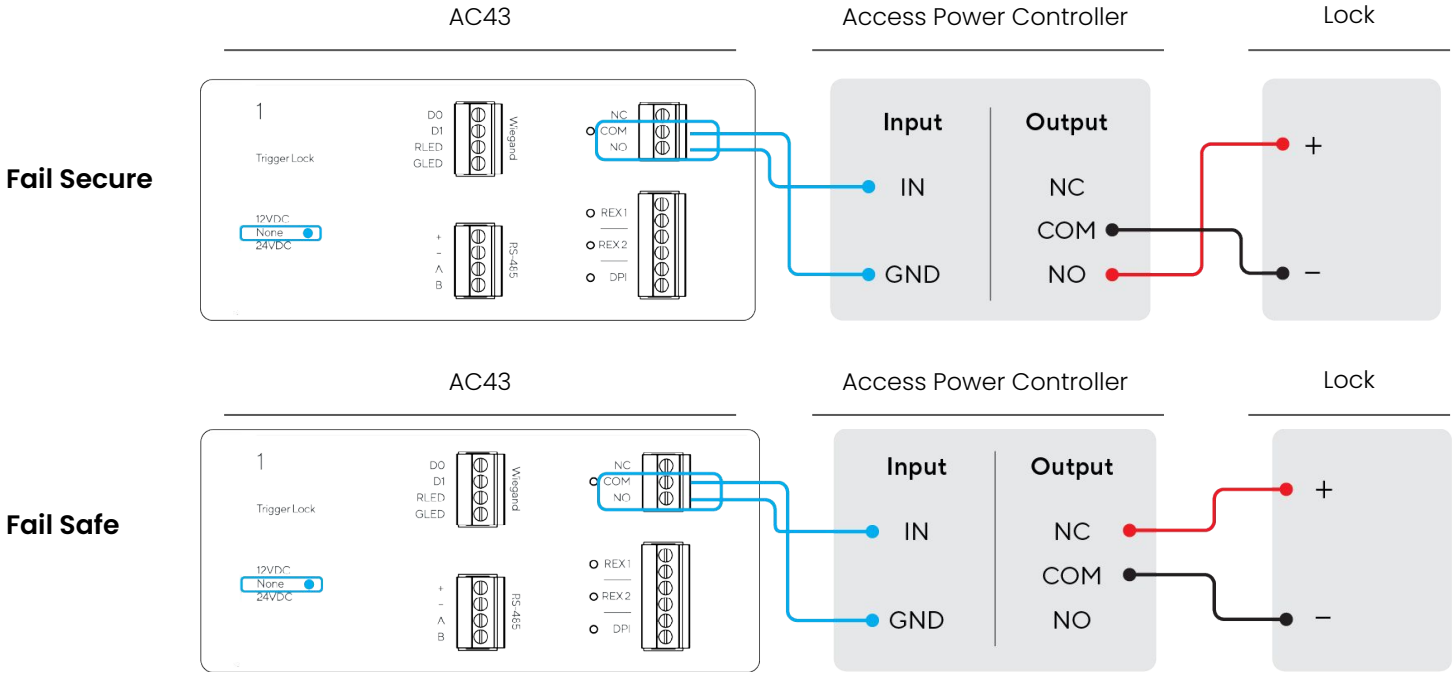 AC43 Access Power Controller Lock
Fail Secure
1
Trigger Lock
12VDC
None
24VDC
D0
D1
RLED
GLED
Wiegand
+
-
A
B
RS-485
NC
COM
NO
REX1
REX2
DPI
Input Output
IN NC
COM
GND NO
+
−
AC43 Access Power Controller Lock
Fail Safe
1
Trigger Lock
12VDC
None
24VDC
D0
D1
RLED
GLED
Wiegand
+
-
A
B
RS-485
NC
COM
NO
REX1
REX2
DPI
Input Output
IN NC
COM
GND NO
+
−